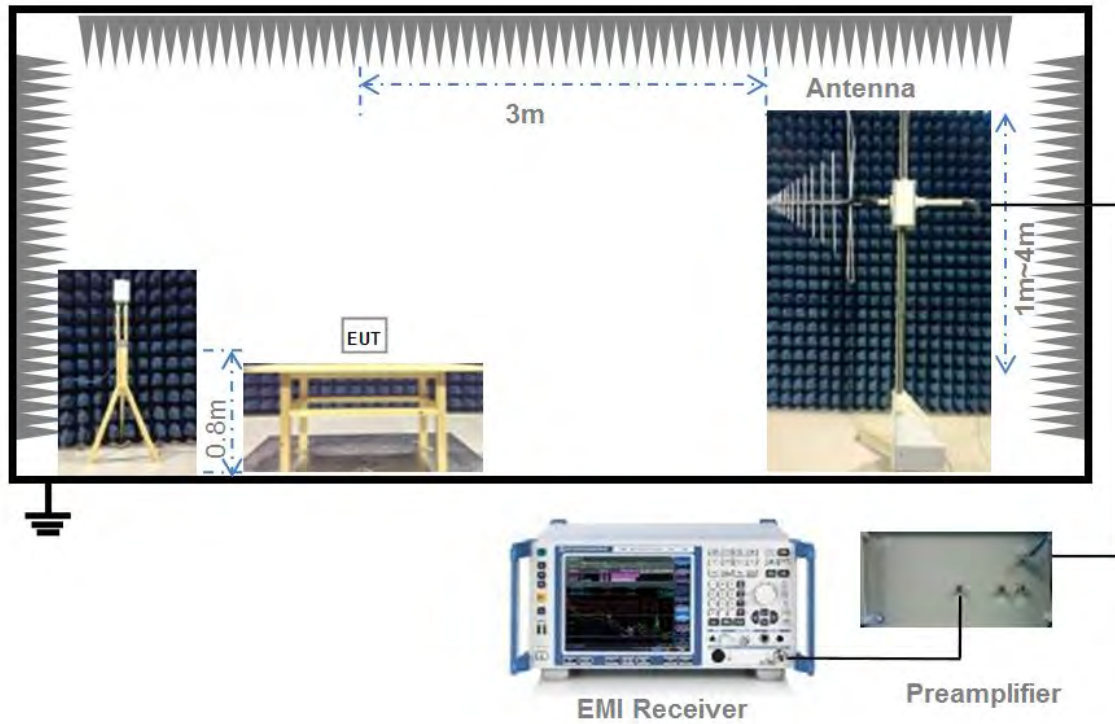 Antenna
3m
1m~4m
EUT
0.8m
EMI Receiver
Preamplifier